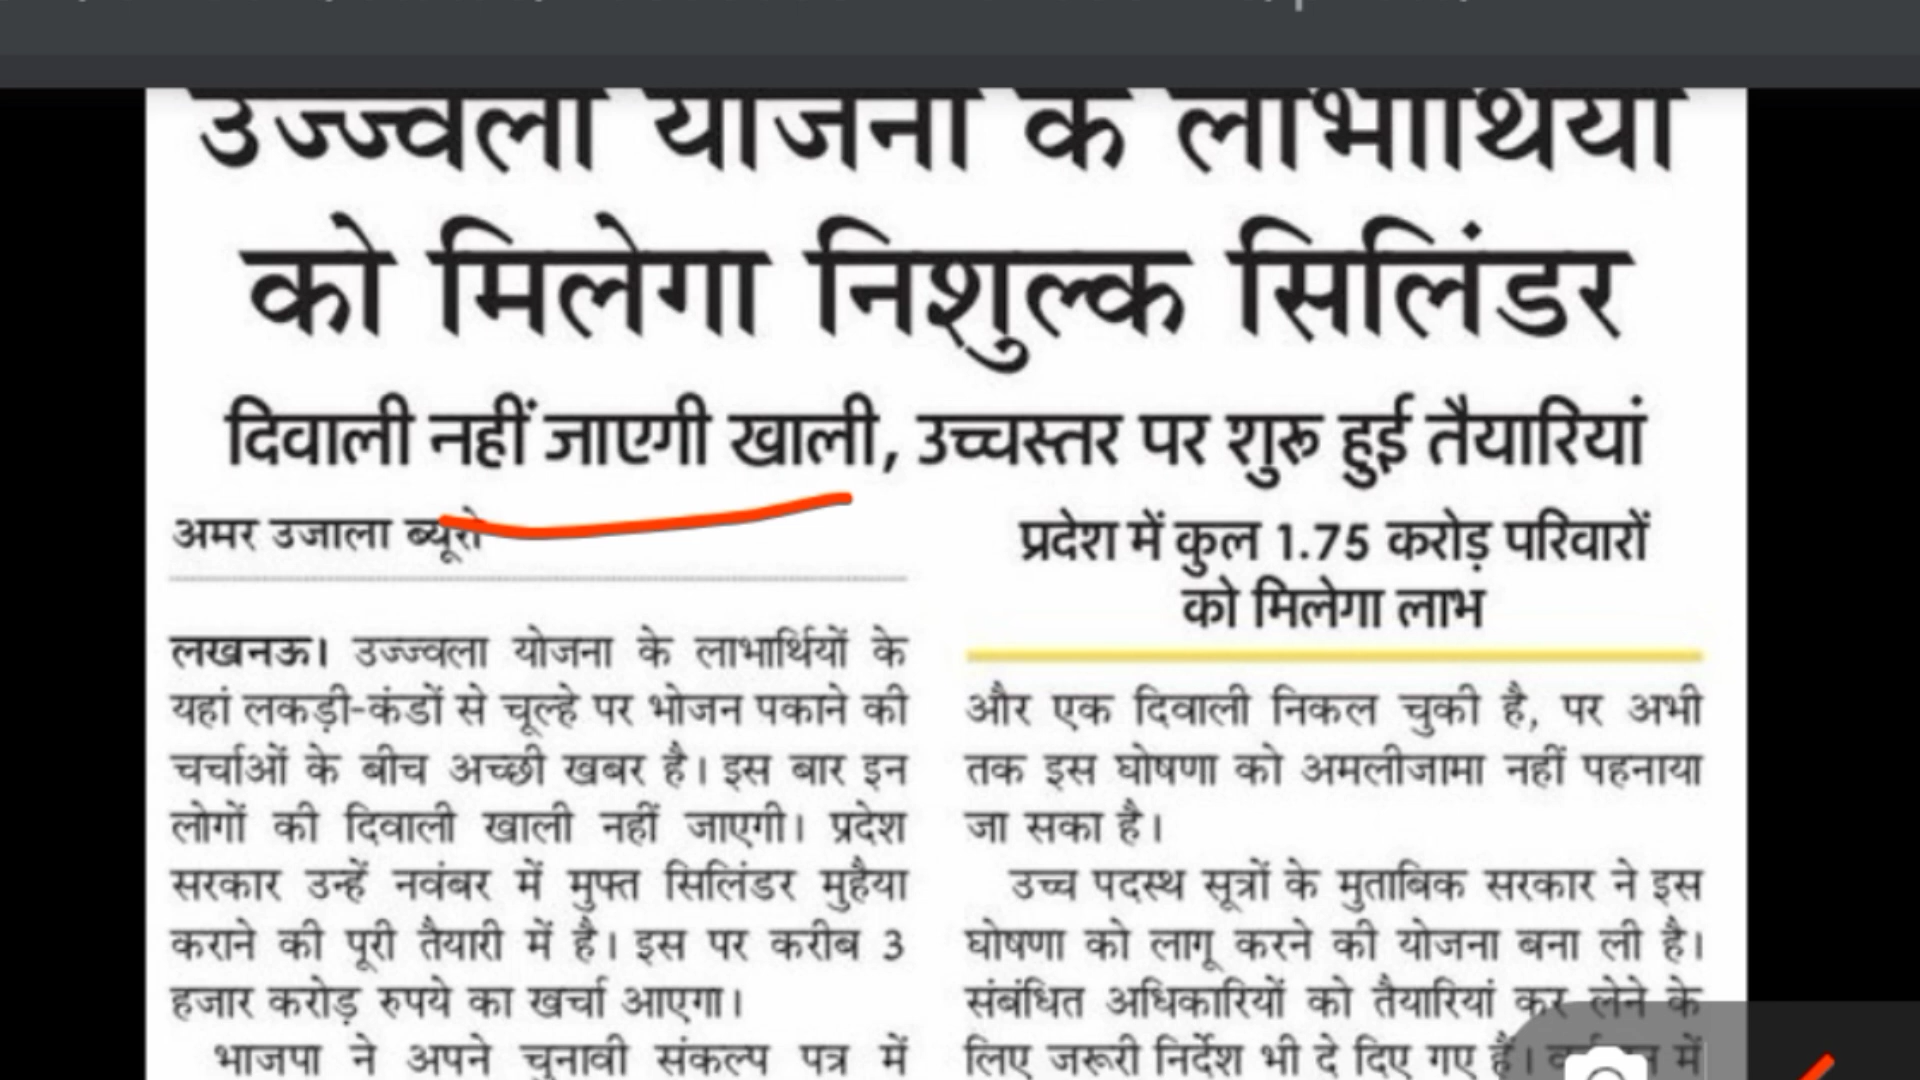 उज्ज्वला योजना के लाभार्थियों
को मिलेगा निशुल्क सिलिंडर
दिवाली नहीं जाएगी खाली, उच्चस्तर पर शुरू हुई तैयारियां
अमर उजाला ब्यूरो
लखनऊ। उज्ज्वला योजना के लाभार्थियों के
यहां लकड़ी-कंडों से चूल्हे पर भोजन पकाने की
चर्चाओं के बीच अच्छी खबर है। इस बार इन
लोगों की दिवाली खाली नहीं जाएगी। प्रदेश
सरकार उन्हें नवंबर में मुफ्त सिलिंडर मुहैया
कराने की पूरी तैयारी में है। इस पर करीब 3
हजार करोड़ रुपये का खर्चा आएगा।
भाजपा ने अपने चुनावी संकल्प पत्र में
प्रदेश में कुल 1.75 करोड़ परिवारों
को मिलेगा लाभ
और एक दिवाली निकल चुकी है, पर अभी
तक इस घोषणा को अमलीजामा नहीं पहनाया
जा सका है।
उच्च पदस्थ सूत्रों के मुताबिक सरकार ने इस
घोषणा को लागू करने की योजना बना ली है।
संबंधित अधिकारियों को तैयारियां कर लेने के
लिए जरूरी निर्देश भी दे दिए गए हैं। में